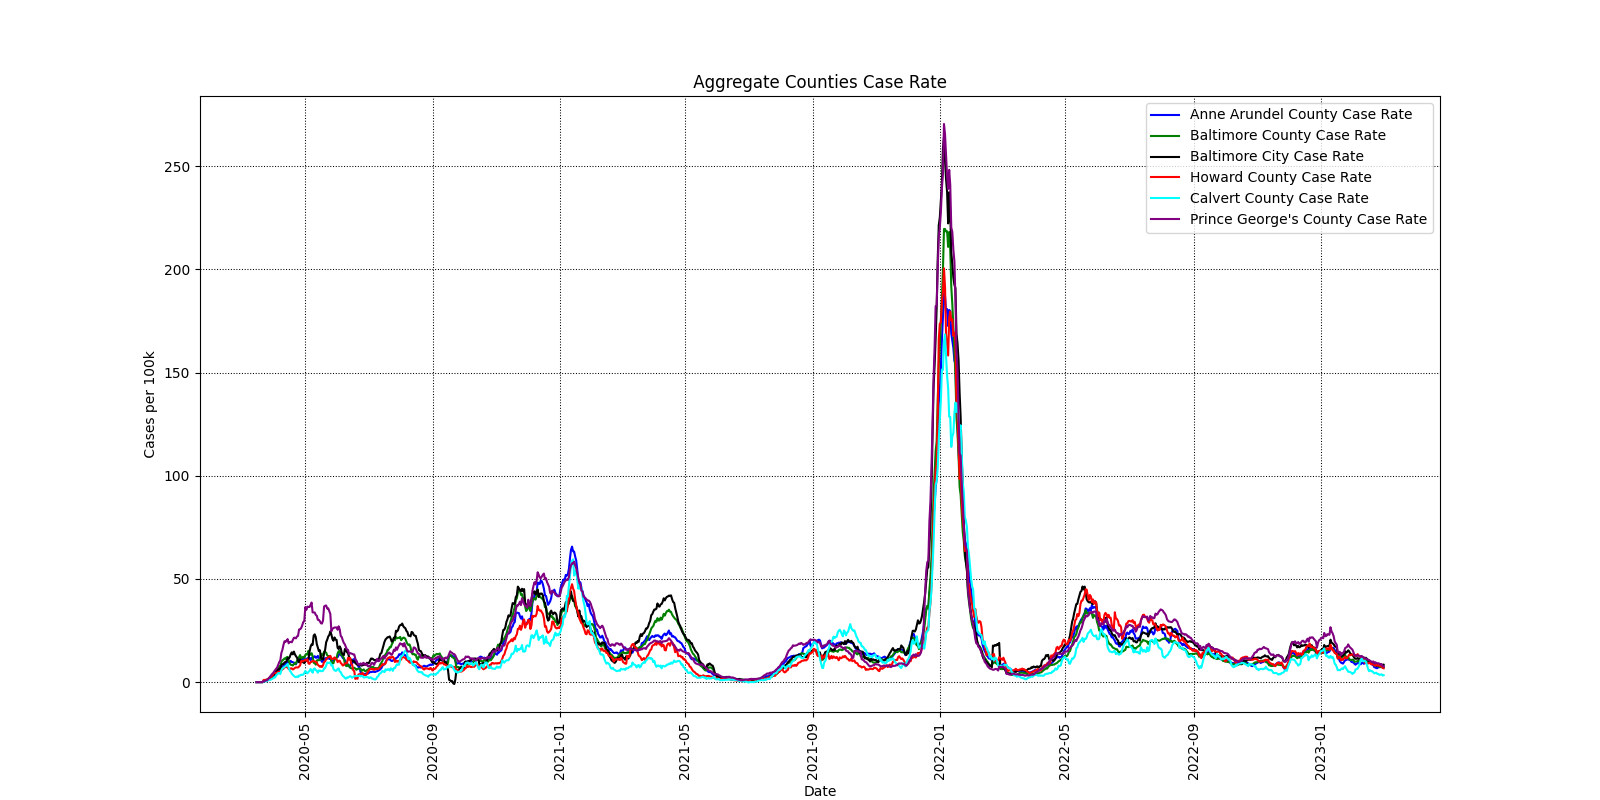 Aggregate Counties Case Rate
Anne Arundel County Case Rate
Baltimore County Case Rate
Baltimore City Case Rate
Howard County Case Rate
Calvert County Case Rate
Prince George's County Case Rate
Cases per 100k
250
200
150
100
50
0
2020-05
2020-09
2021-01
2021-05
2021-09
2022-01
2022-05
2022-09
2023-01
Date